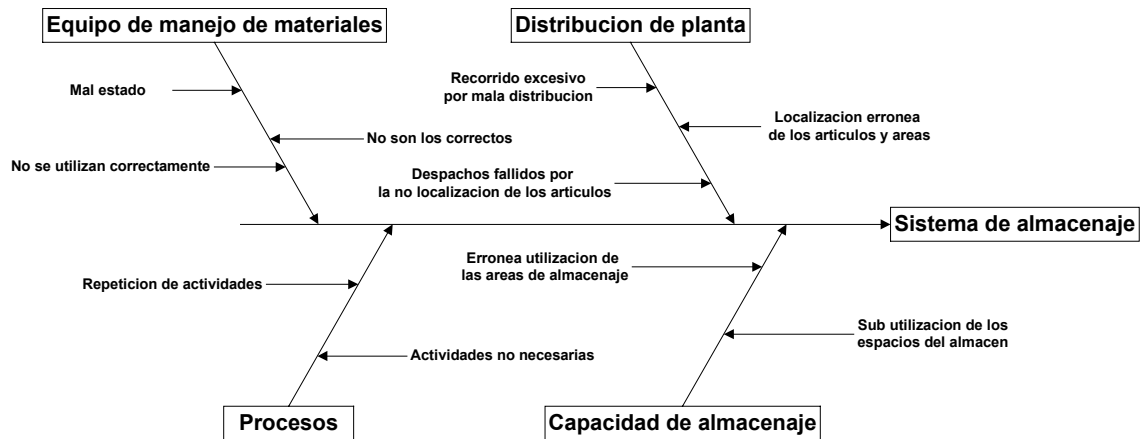 Equipo de manejo de materiales
Distribucion de planta
Recorrido excesivo
por mala distribucion
Mal estado
Localizacion erronea
de los articulos y areas
No son los correctos
No se utilizan correctamente
Despachos fallidos por
la no localizacion de los articulos
Sistema de almacenaje
Erronea utilizacion de
las areas de almacenaje
Repeticion de actividades
Sub utilizacion de los
espacios del almacen
Actividades no necesarias
Procesos
Capacidad de almacenaje